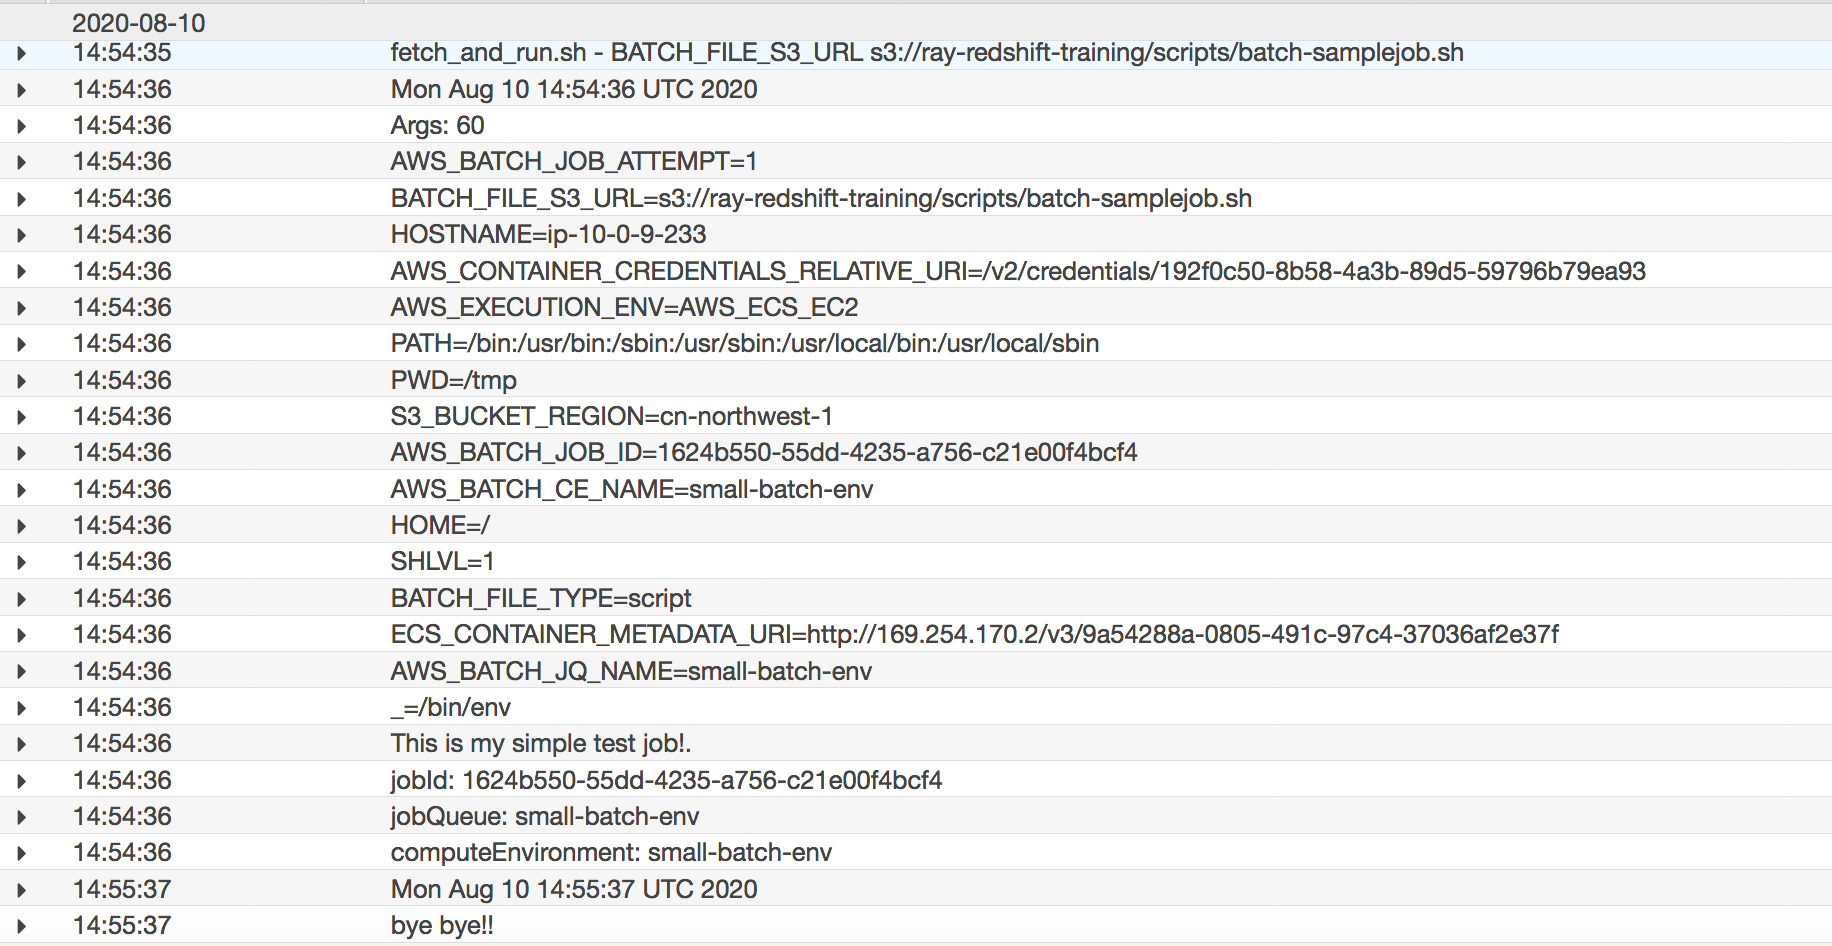 2020-08-10
14:54:35 fetch_and_run.sh - BATCH_FILE_S3_URL s3://ray-redshift-training/scripts/batch-samplejob.sh
14:54:36 Mon Aug 10 14:54:36 UTC 2020
14:54:36 Args: 60
14:54:36 AWS_BATCH_JOB_ATTEMPT=1
14:54:36 BATCH_FILE_S3_URL=s3://ray-redshift-training/scripts/batch-samplejob.sh
14:54:36 HOSTNAME=ip-10-0-9-233
14:54:36 AWS_CONTAINER_CREDENTIALS_RELATIVE_URI=/v2/credentials/192f0c50-8b58-4a3b-89d5-59796b79ea93
14:54:36 AWS_EXECUTION_ENV=AWS_ECS_EC2
14:54:36 PATH=/bin:/usr/bin:/sbin:/usr/sbin:/usr/local/bin:/usr/local/sbin
14:54:36 PWD=/tmp
14:54:36 S3_BUCKET_REGION=cn-northwest-1
14:54:36 AWS_BATCH_JOB_ID=1624b550-55dd-4235-a756-c21e00f4bcf4
14:54:36 AWS_BATCH_CE_NAME=small-batch-env
14:54:36 HOME=/
14:54:36 SHLVL=1
14:54:36 BATCH_FILE_TYPE=script
14:54:36 ECS_CONTAINER_METADATA_URI=http://169.254.170.2/v3/9a54288a-0805-491c-97c4-37036af2e37f
14:54:36 AWS_BATCH_JQ_NAME=small-batch-env
14:54:36 _=/bin/env
14:54:36 This is my simple test job!.
14:54:36 jobId: 1624b550-55dd-4235-a756-c21e00f4bcf4
14:54:36 jobQueue: small-batch-env
14:54:36 computeEnvironment: small-batch-env
14:55:37 Mon Aug 10 14:55:37 UTC 2020
14:55:37 bye bye!!